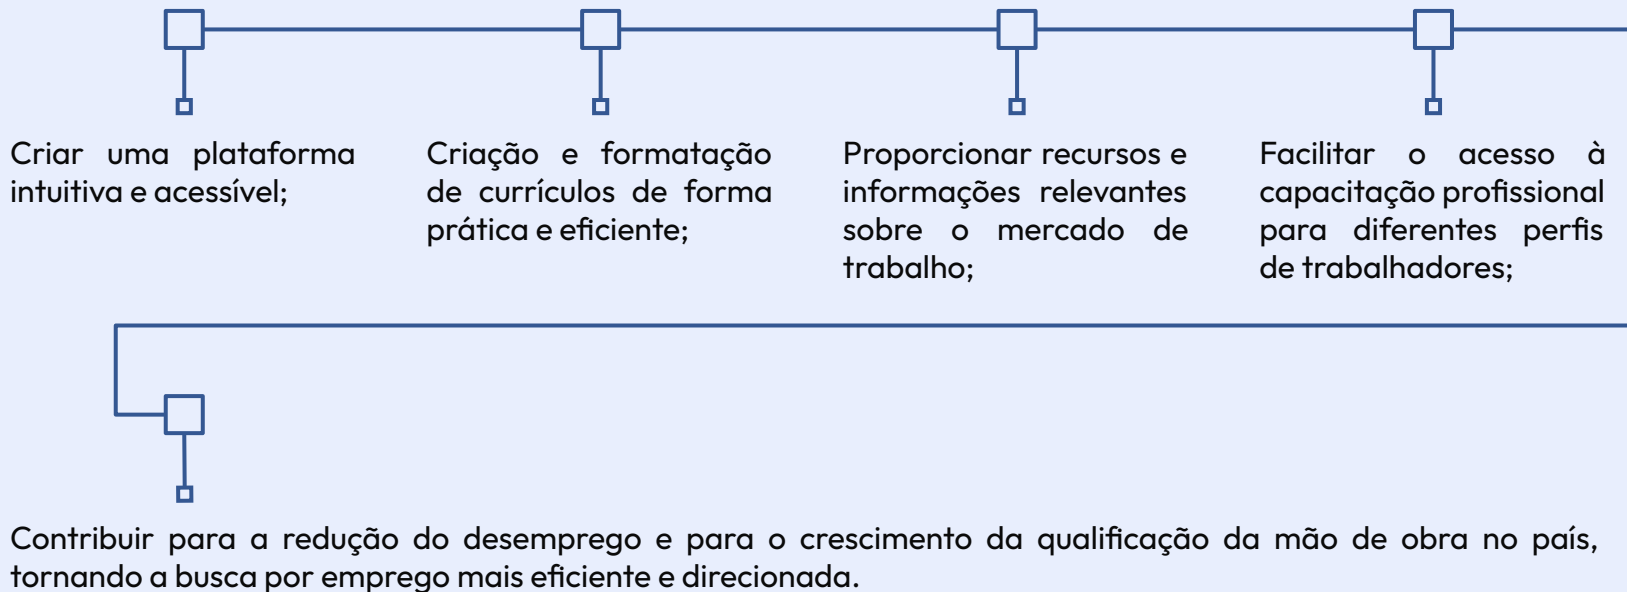 Criar uma plataforma
intuitiva e acessível;
Criação e formatação
de currículos de forma
prática e eficiente;
Proporcionar recursos e
informações relevantes
sobre o mercado de
trabalho;
Facilitar o acesso à
capacitação profissional
para diferentes perfis
de trabalhadores;
Contribuir para a redução do desemprego e para o crescimento da qualificação da mão de obra no país,
tornando a busca por emprego mais eficiente e direcionada.